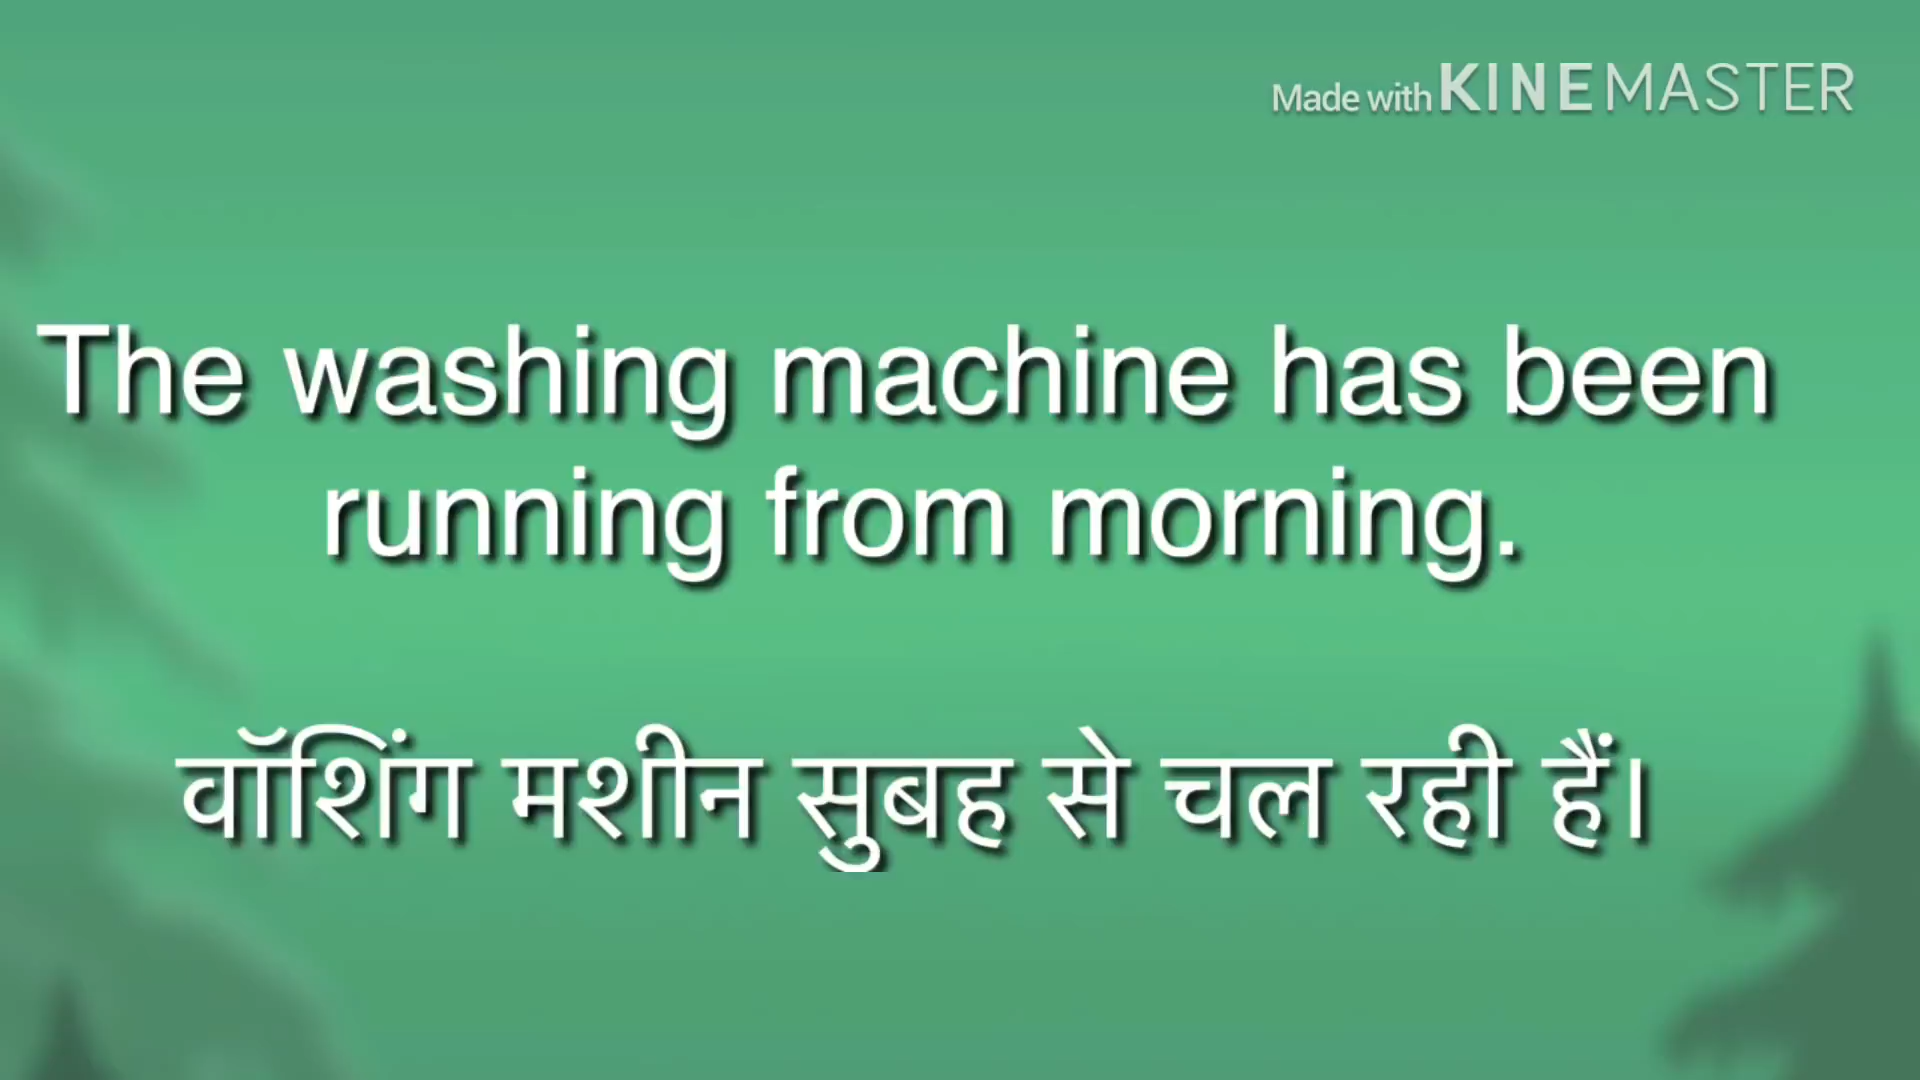 Made with KINEMASTER
The washing machine has been
running from morning.
वॉशिंग मशीन सुबह से चल रही हैं।